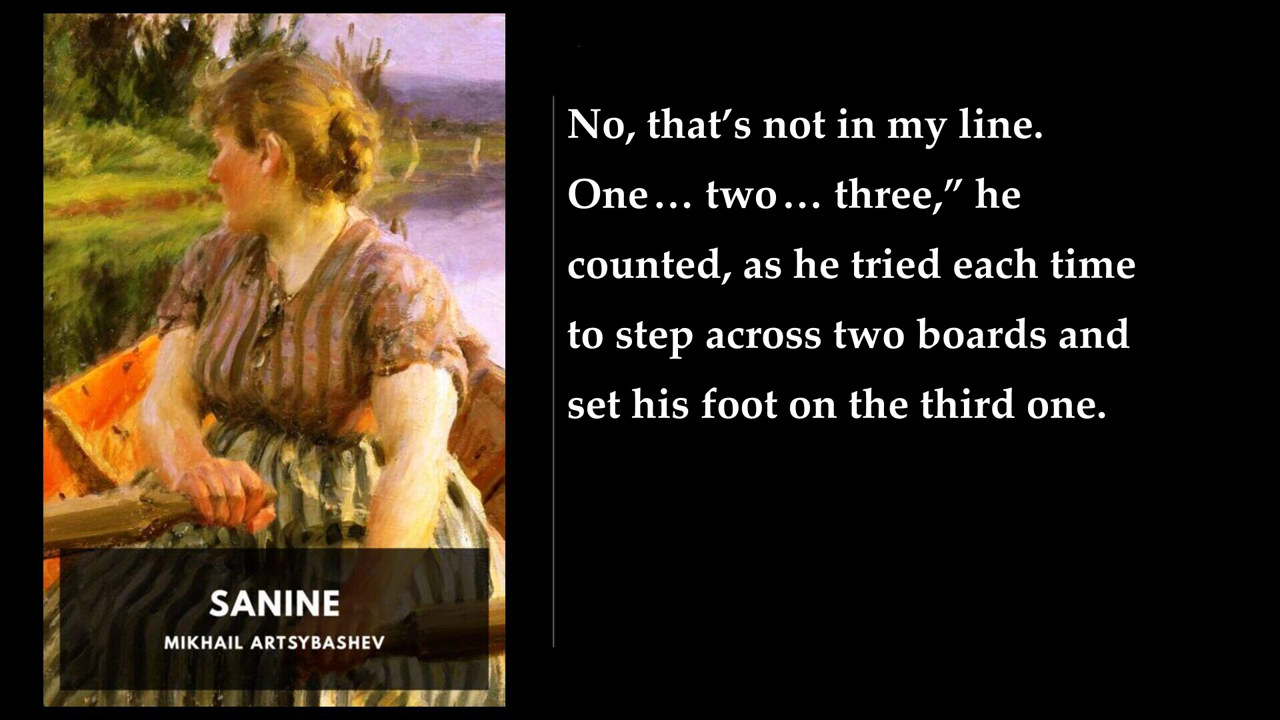 No, that’s not in my line.
One… two… three,” he
counted, as he tried each time
to step across two boards and
set his foot on the third one.
SANINE
MIKHAIL ARTSYBASHEV